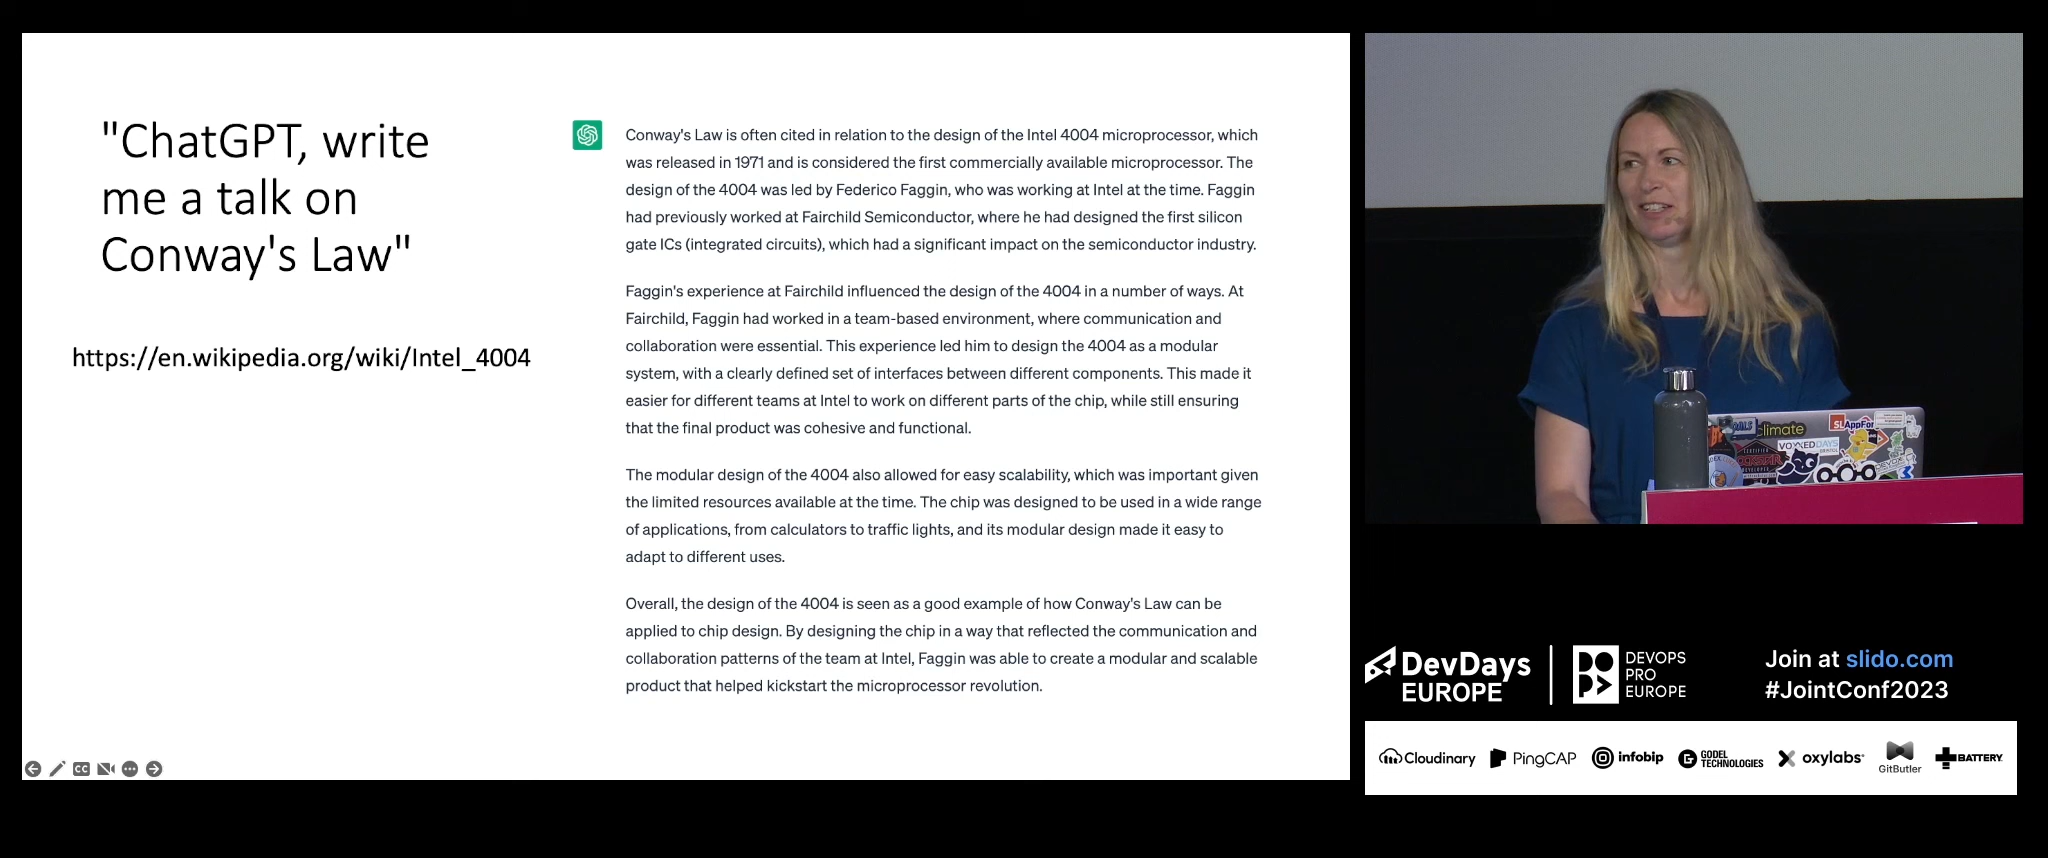 "ChatGPT, write
me a talk on
Conway's Law"
https://en.wikipedia.org/wiki/Intel_4004
Conway's Law is often cited in relation to the design of the Intel 4004 microprocessor, which
was released in 1971 and is considered the first commercially available microprocessor. The
design of the 4004 was led by Federico Faggin, who was working at Intel at the time. Faggin
had previously worked at Fairchild Semiconductor, where he had designed the first silicon
gate ICs (integrated circuits), which had a significant impact on the semiconductor industry.
Faggin's experience at Fairchild influenced the design of the 4004 in a number of ways. At
Fairchild, Faggin had worked in a team-based environment, where communication and
collaboration were essential. This experience led him to design the 4004 as a modular
system, with a clearly defined set of interfaces between different components. This made it
easier for different teams at Intel to work on different parts of the chip, while still ensuring
that the final product was cohesive and functional.
The modular design of the 4004 also allowed for easy scalability, which was important given
the limited resources available at the time. The chip was designed to be used in a wide range
of applications, from calculators to traffic lights, and its modular design made it easy to
adapt to different uses.
Overall, the design of the 4004 is seen as a good example of how Conway's Law can be
applied to chip design. By designing the chip in a way that reflected the communication and
collaboration patterns of the team at Intel, Faggin was able to create a modular and scalable
product that helped kickstart the microprocessor revolution.
CC
climate
AppFor
VOXXEDDAYS
DevDays
EUROPE
DEVOPS
PRO
EUROPE
Join at slido.com
#JointConf2023
Cloudinary
PingCAP
infobip
GODEL
TECHNOLOGIES
oxylabs
GitButler
BATTERY